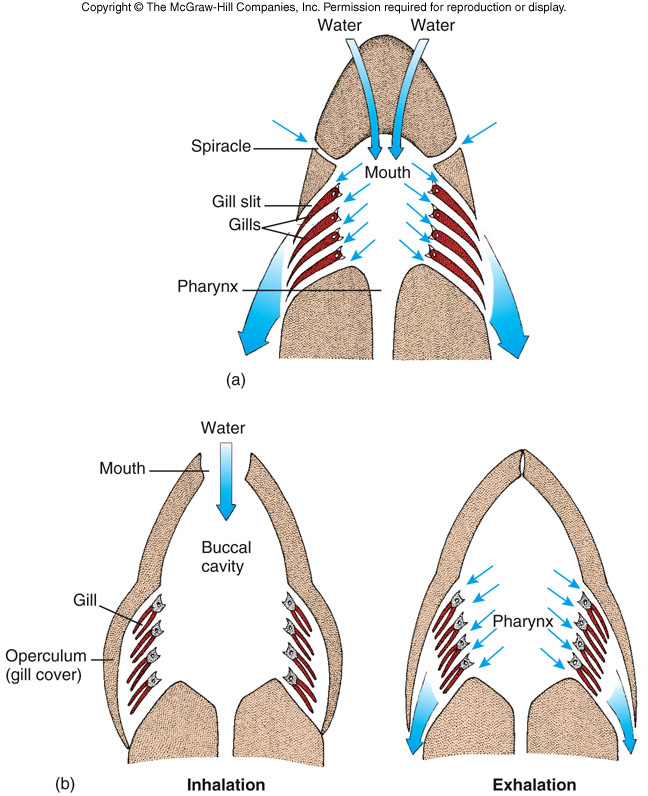 Copyright © The McGraw-Hill Companies, Inc. Permission required for reproduction or display.
Water
Water
Spiracle
Mouth
Gill slit
Gills
Pharynx
(a)
Water
Mouth
Buccal
cavity
Gill
Pharynx
Operculum
(gill cover)
(b)
Inhalation
Exhalation